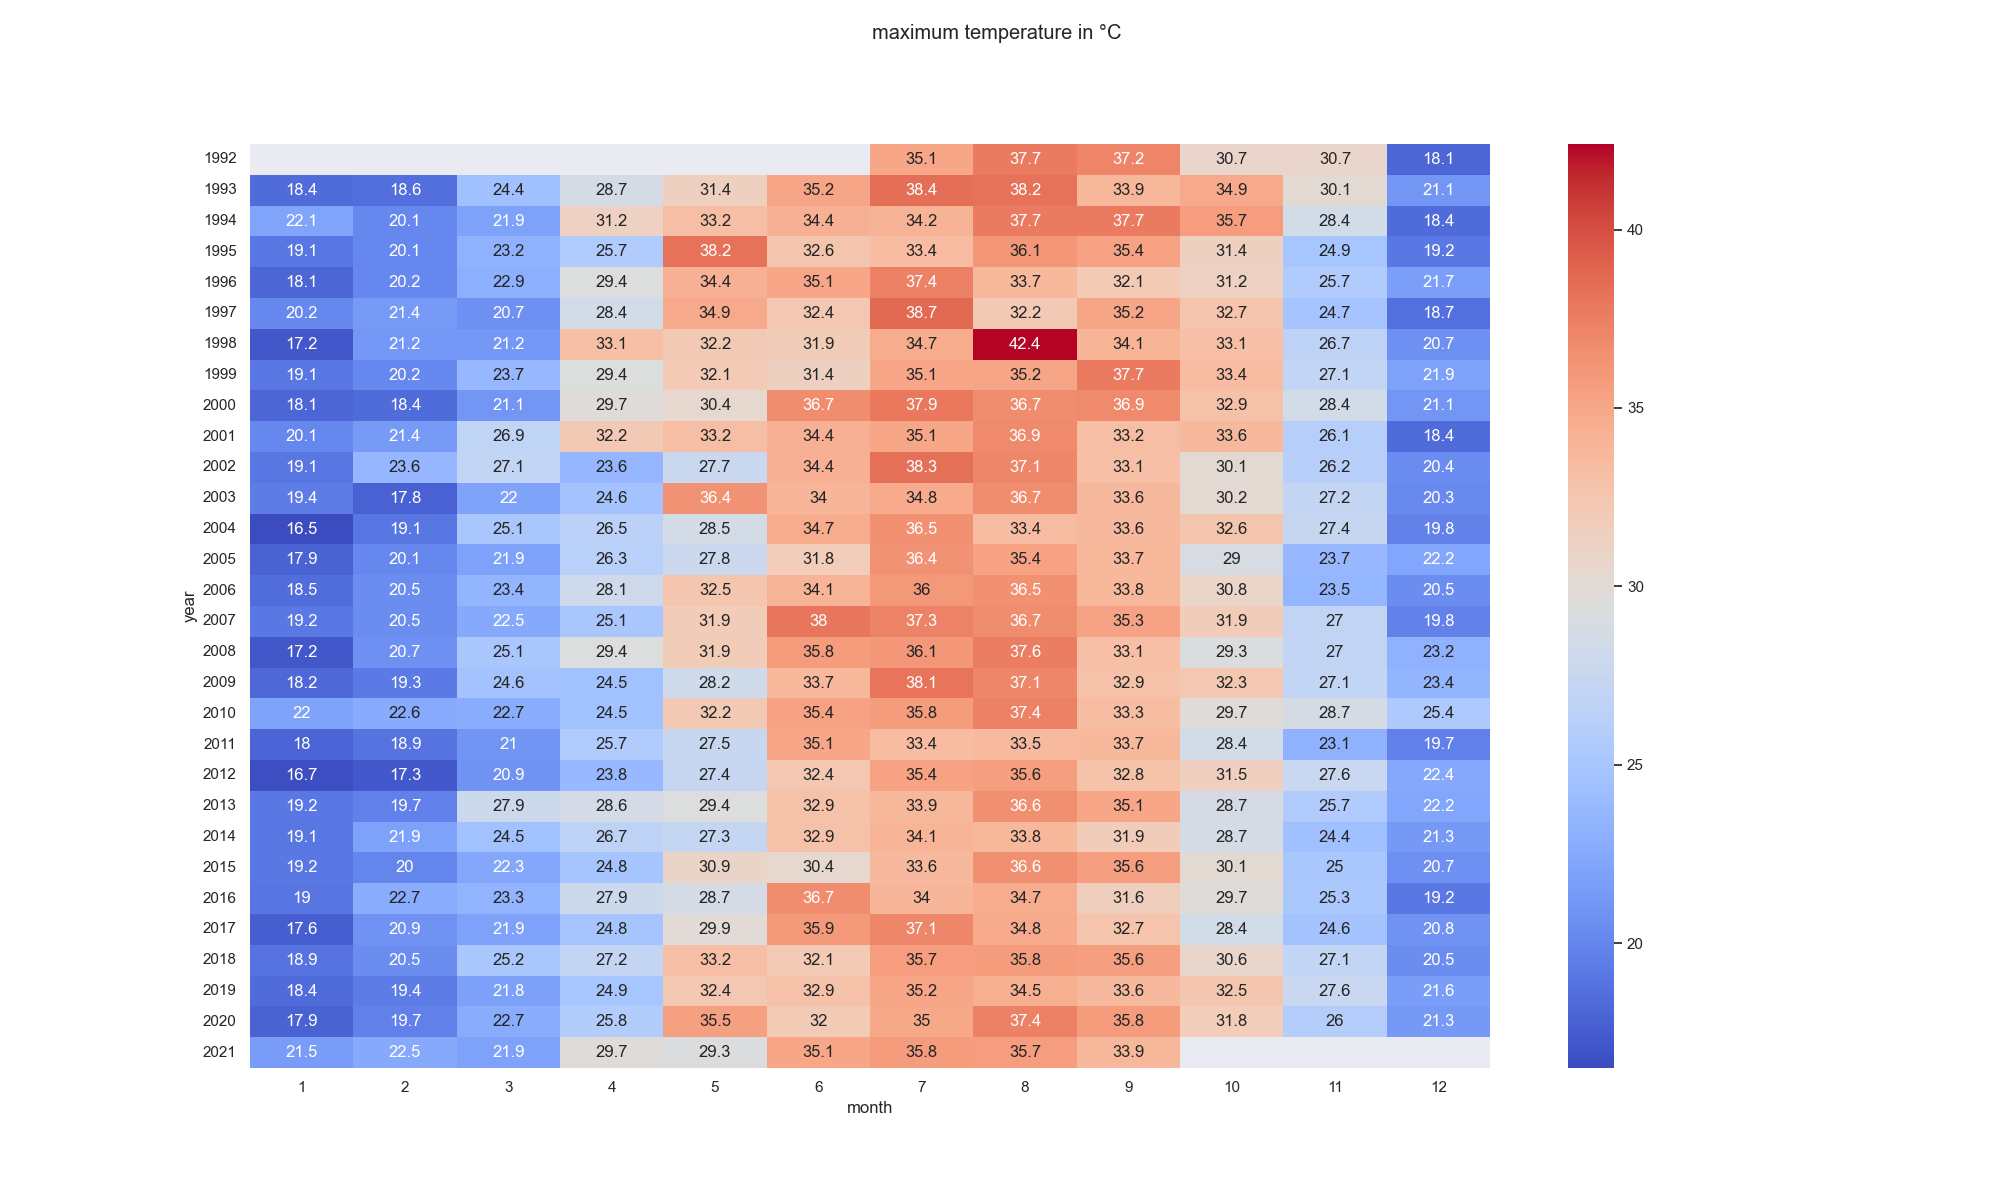 maximum temperature in °C
1992 35.1 37.7 37.2 30.7 30.7 18.1
1993 18.4 18.6 24.4 28.7 31.4 35.2 38.4 38.2 33.9 34.9 30.1 21.1
1994 22.1 20.1 21.9 31.2 33.2 34.4 34.2 37.7 37.7 35.7 28.4 18.4
1995 19.1 20.1 23.2 25.7 38.2 32.6 33.4 36.1 35.4 31.4 24.9 19.2
40
1996 18.1 20.2 22.9 29.4 34.4 35.1 37.4 33.7 32.1 31.2 25.7 21.7
1997 20.2 21.4 20.7 28.4 34.9 32.4 38.7 32.2 35.2 32.7 24.7 18.7
1998 17.2 21.2 21.2 33.1 32.2 31.9 34.7 42.4 34.1 33.1 26.7 20.7
1999 19.1 20.2 23.7 29.4 32.1 31.4 35.1 35.2 37.7 33.4 27.1 21.9
2000 18.1 18.4 21.1 29.7 30.4 36.7 37.9 36.7 36.9 32.9 28.4 21.1
35
2001 20.1 21.4 26.9 32.2 33.2 34.4 35.1 36.9 33.2 33.6 26.1 18.4
2002 19.1 23.6 27.1 23.6 27.7 34.4 38.3 37.1 33.1 30.1 26.2 20.4
2003 19.4 17.8 22 24.6 36.4 34 34.8 36.7 33.6 30.2 27.2 20.3
2004 16.5 19.1 25.1 26.5 28.5 34.7 36.5 33.4 33.6 32.6 27.4 19.8
2005 17.9 20.1 21.9 26.3 27.8 31.8 36.4 35.4 33.7 29 23.7 22.2
2006 18.5 20.5 23.4 28.1 32.5 34.1 36 36.5 33.8 30.8 23.5 20.5
30
year
2007 19.2 20.5 22.5 25.1 31.9 38 37.3 36.7 35.3 31.9 27 19.8
2008 17.2 20.7 25.1 29.4 31.9 35.8 36.1 37.6 33.1 29.3 27 23.2
2009 18.2 19.3 24.6 24.5 28.2 33.7 38.1 37.1 32.9 32.3 27.1 23.4
2010 22 22.6 22.7 24.5 32.2 35.4 35.8 37.4 33.3 29.7 28.7 25.4
2011 18 18.9 21 25.7 27.5 35.1 33.4 33.5 33.7 28.4 23.1 19.7
25
2012 16.7 17.3 20.9 23.8 27.4 32.4 35.4 35.6 32.8 31.5 27.6 22.4
2013 19.2 19.7 27.9 28.6 29.4 32.9 33.9 36.6 35.1 28.7 25.7 22.2
2014 19.1 21.9 24.5 26.7 27.3 32.9 34.1 33.8 31.9 28.7 24.4 21.3
2015 19.2 20 22.3 24.8 30.9 30.4 33.6 36.6 35.6 30.1 25 20.7
2016 19 22.7 23.3 27.9 28.7 36.7 34 34.7 31.6 29.7 25.3 19.2
2017 17.6 20.9 21.9 24.8 29.9 35.9 37.1 34.8 32.7 28.4 24.6 20.8
20
2018 18.9 20.5 25.2 27.2 33.2 32.1 35.7 35.8 35.6 30.6 27.1 20.5
2019 18.4 19.4 21.8 24.9 32.4 32.9 35.2 34.5 33.6 32.5 27.6 21.6
2020 17.9 19.7 22.7 25.8 35.5 32 35 37.4 35.8 31.8 26 21.3
2021 21.5 22.5 21.9 29.7 29.3 35.1 35.8 35.7 33.9
1 2 3 4 5 6 7 8 9 10 11 12
month